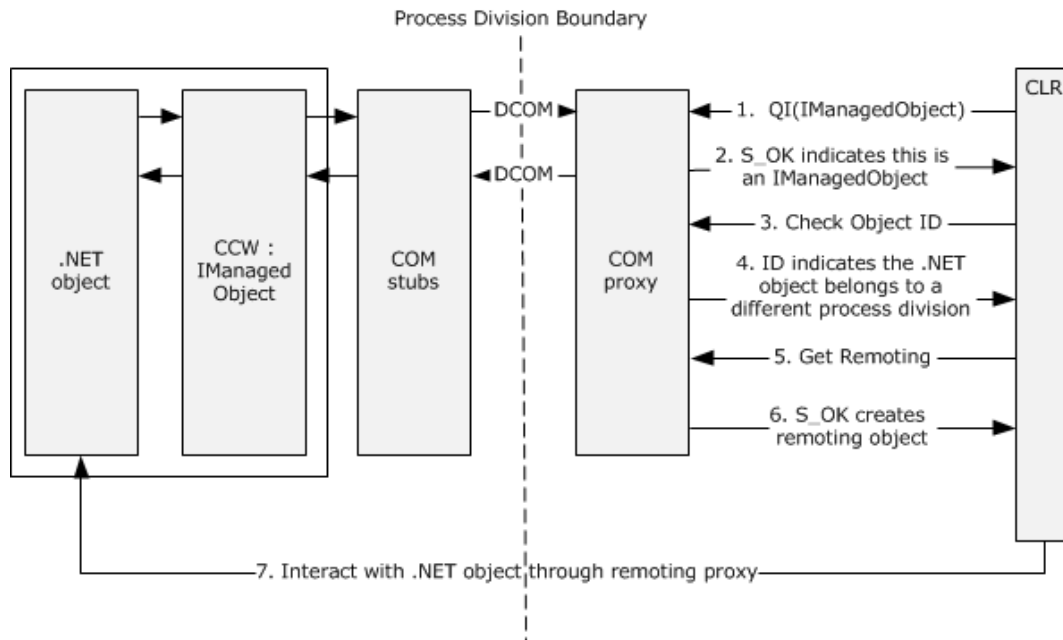 Process Division Boundary
CLR
DCOM
1. QI(IManagedObject)
DCOM
2. S_OK indicates this is
an IManagedObject
3. Check Object ID
.NET
object
CCW :
IManaged
Object
COM
stubs
COM
proxy
4. ID indicates the .NET
object belongs to a
different process division
5. Get Remoting
6. S_OK creates
remoting object
7. Interact with .NET object through remoting proxy